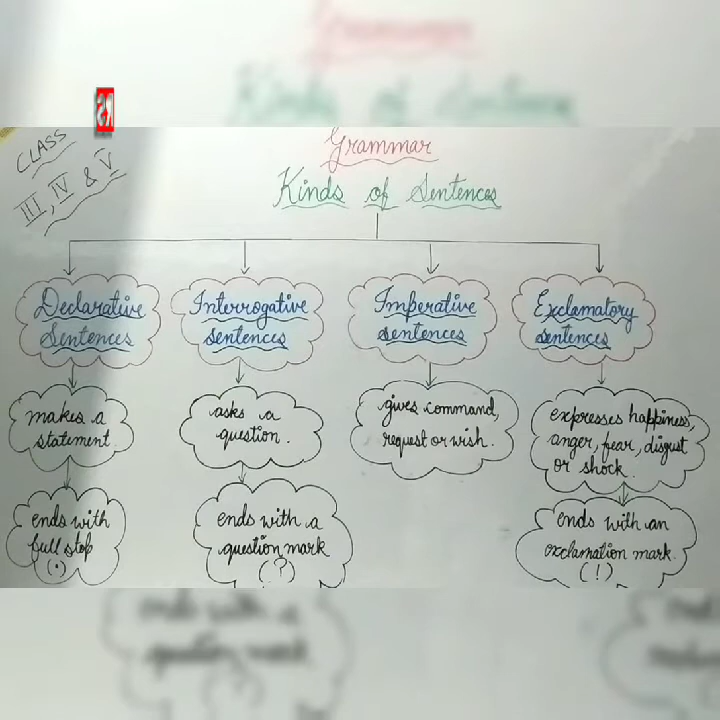 CLASS
III, IV & V
Grammar
Kinds of Sentences
Declarative
Sentences
Interrogative
sentences
Imperative
sentences
Exclamatory
sentences
makes a
statement.
asks a
question.
gives command,
request or wish.
expresses happiness,
anger, fear, disgust
or shock.
ends with
full stop
(.)
ends with a
question mark
(?)
ends with an
exclamation mark.
(!)